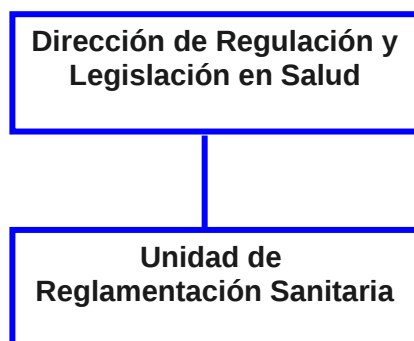 Dirección de Regulación y
Legislación en Salud
Unidad de
Reglamentación Sanitaria